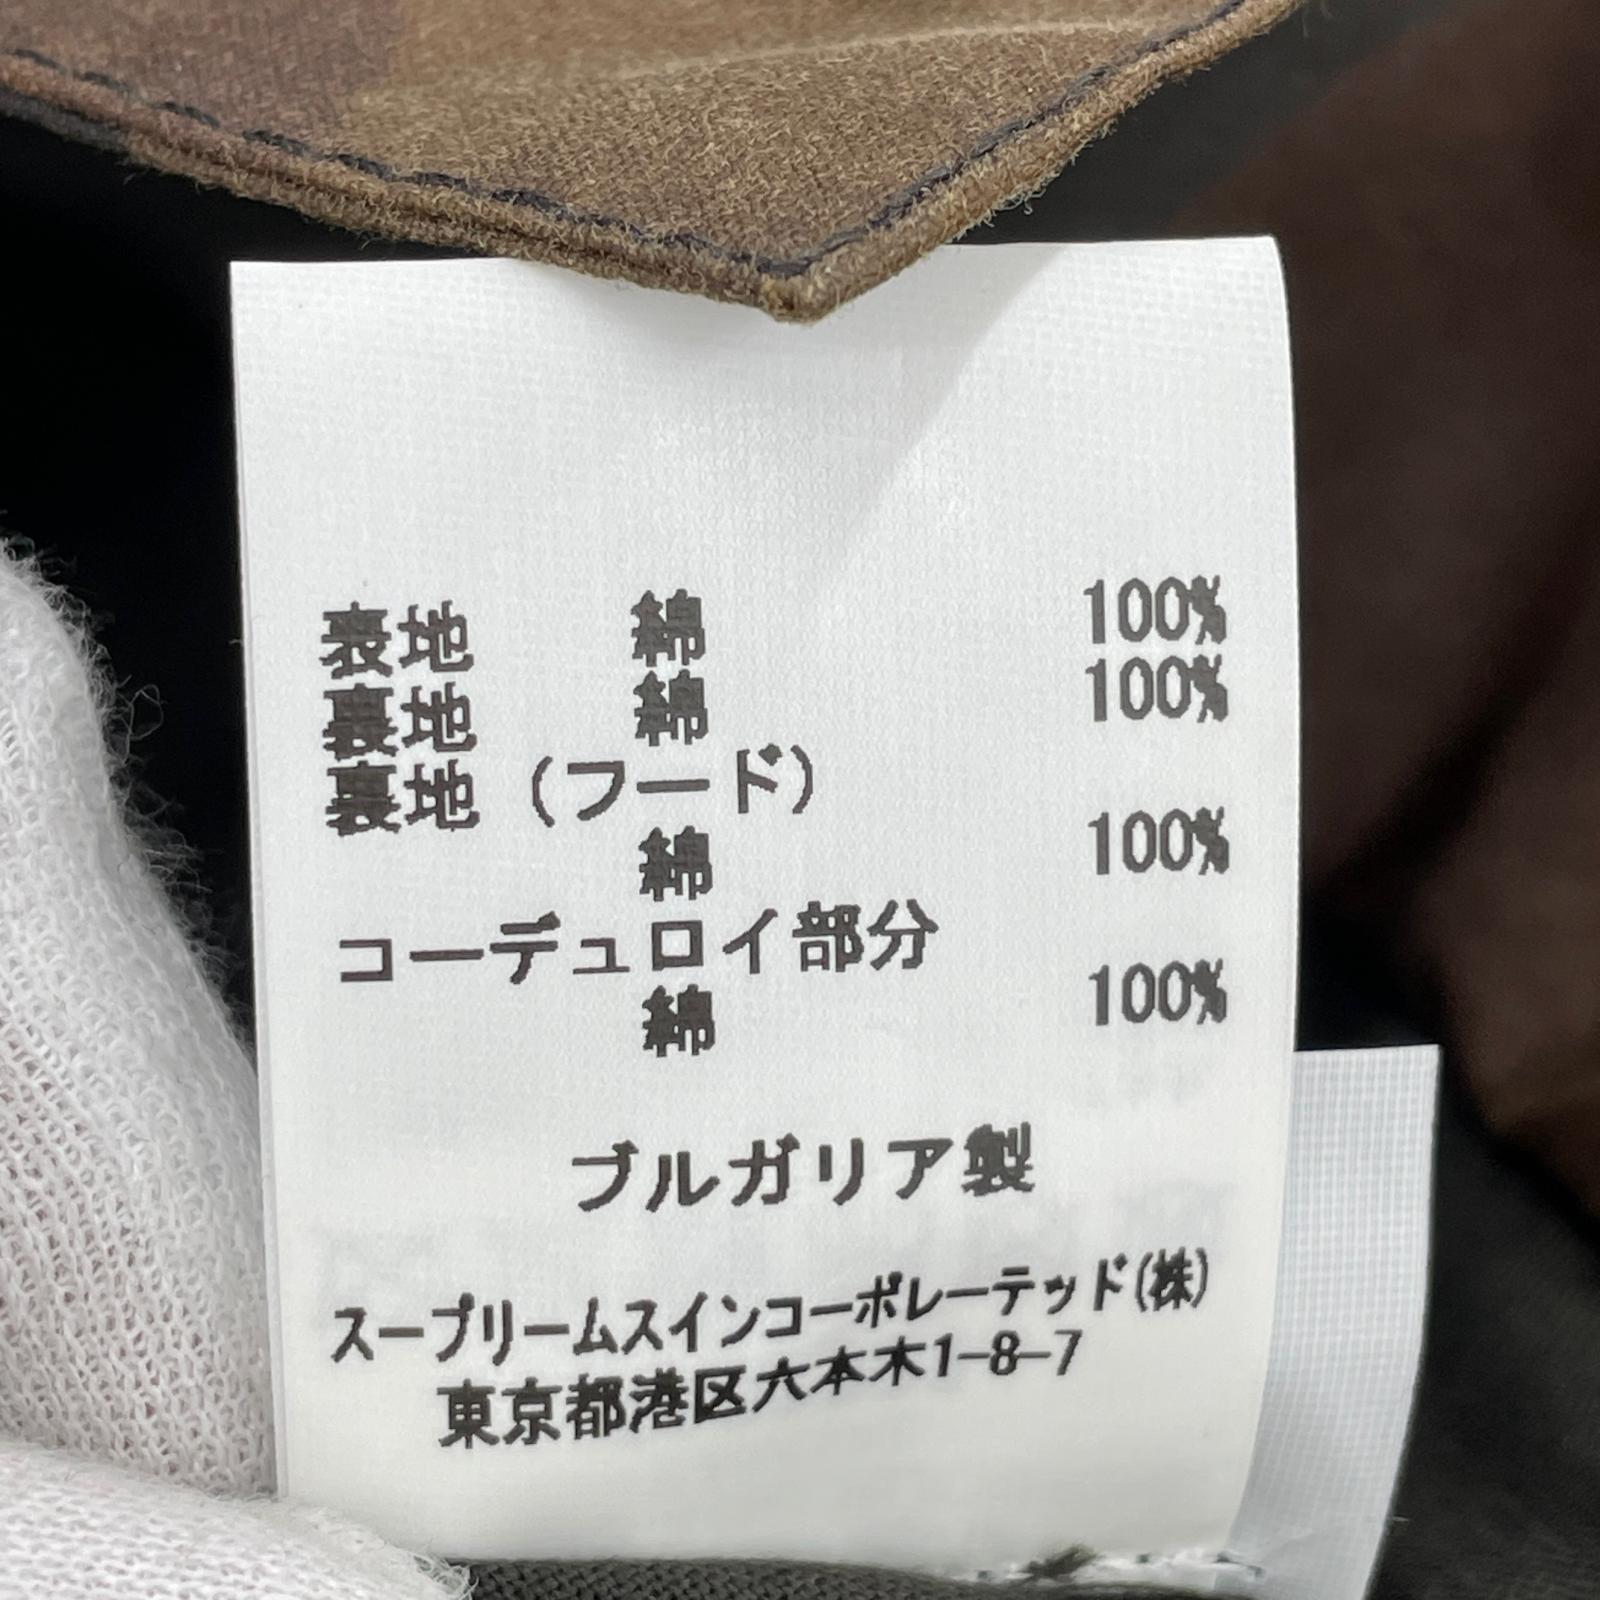 表地 綿 100%
裏地 綿 100%
裏地 (フード)
綿 100%
コーデュロイ部分
綿 100%
ブルガリア製
スープリームスインコーポレーテッド(株)
東京都港区六本木1-8-7